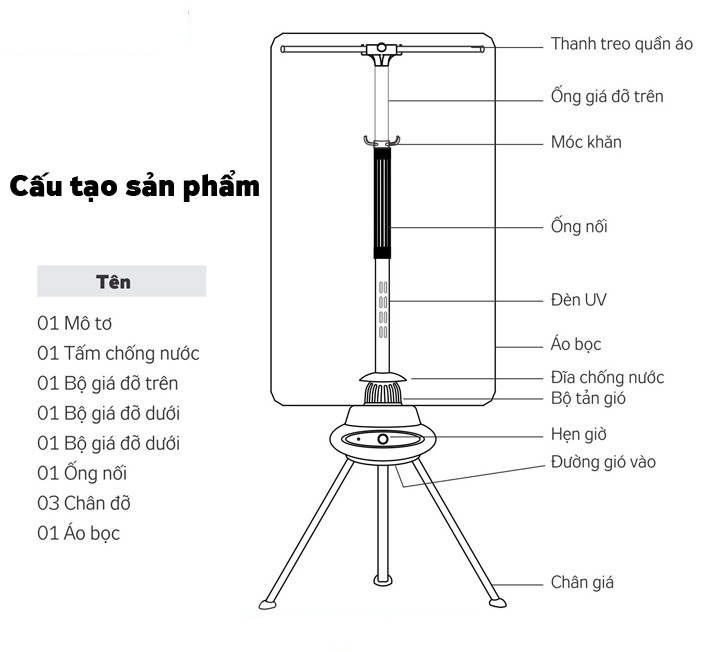 Cấu tạo sản phẩm
Tên
01 Mô tơ
01 Tấm chống nước
01 Bộ giá đỡ trên
01 Bộ giá đỡ dưới
01 Bộ giá đỡ dưới
01 Ống nối
03 Chân đỡ
01 Áo bọc
Thanh treo quần áo
Ống giá đỡ trên
Móc khăn
Ống nối
Đèn UV
Áo bọc
Đĩa chống nước
Bộ tản gió
Hẹn giờ
Đường gió vào
Chân giá